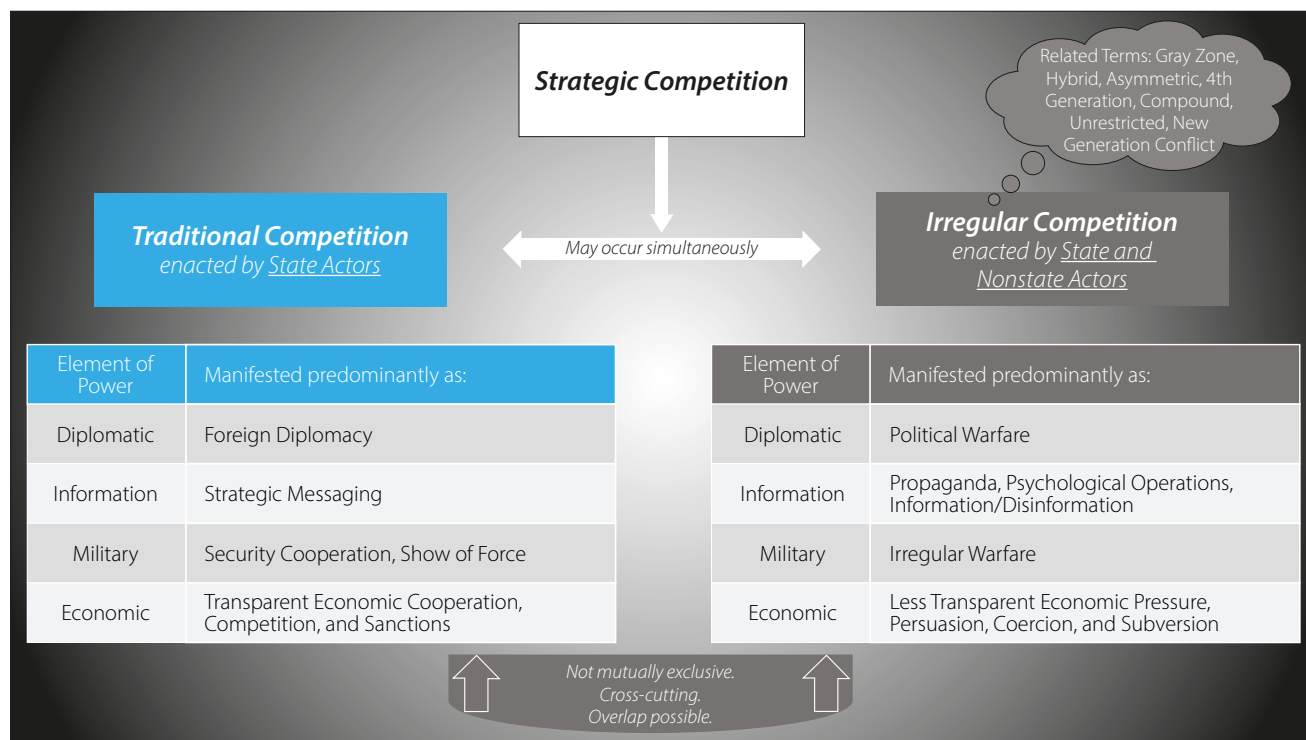 Strategic Competition
Related Terms: Gray Zone,
Hybrid, Asymmetric, 4th
Generation, Compound,
Unrestricted, New
Generation Conflict
Traditional Competition
enacted by State Actors
May occur simultaneously
Irregular Competition
enacted by State and
Nonstate Actors
Element of
Power
Manifested predominantly as:
Diplomatic
Foreign Diplomacy
Information
Strategic Messaging
Military
Security Cooperation, Show of Force
Economic
Transparent Economic Cooperation,
Competition, and Sanctions
Element of
Power
Manifested predominantly as:
Diplomatic
Political Warfare
Information
Propaganda, Psychological Operations,
Information/Disinformation
Military
Irregular Warfare
Economic
Less Transparent Economic Pressure,
Persuasion, Coercion, and Subversion
Not mutually exclusive.
Cross-cutting.
Overlap possible.